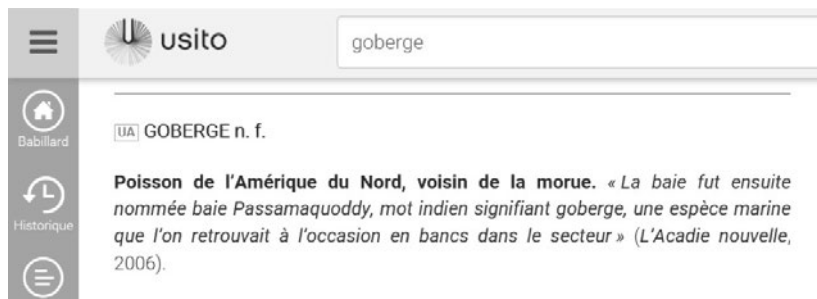 usito
goberge
Babillard
Historique
UA GOBERGE n. f.
Poisson de l'Amérique du Nord, voisin de la morue. « La baie fut ensuite
nommée baie Passamaquoddy, mot indien signifiant goberge, une espèce marine
que l'on retrouvait à l'occasion en bancs dans le secteur » (L'Acadie nouvelle,
2006).